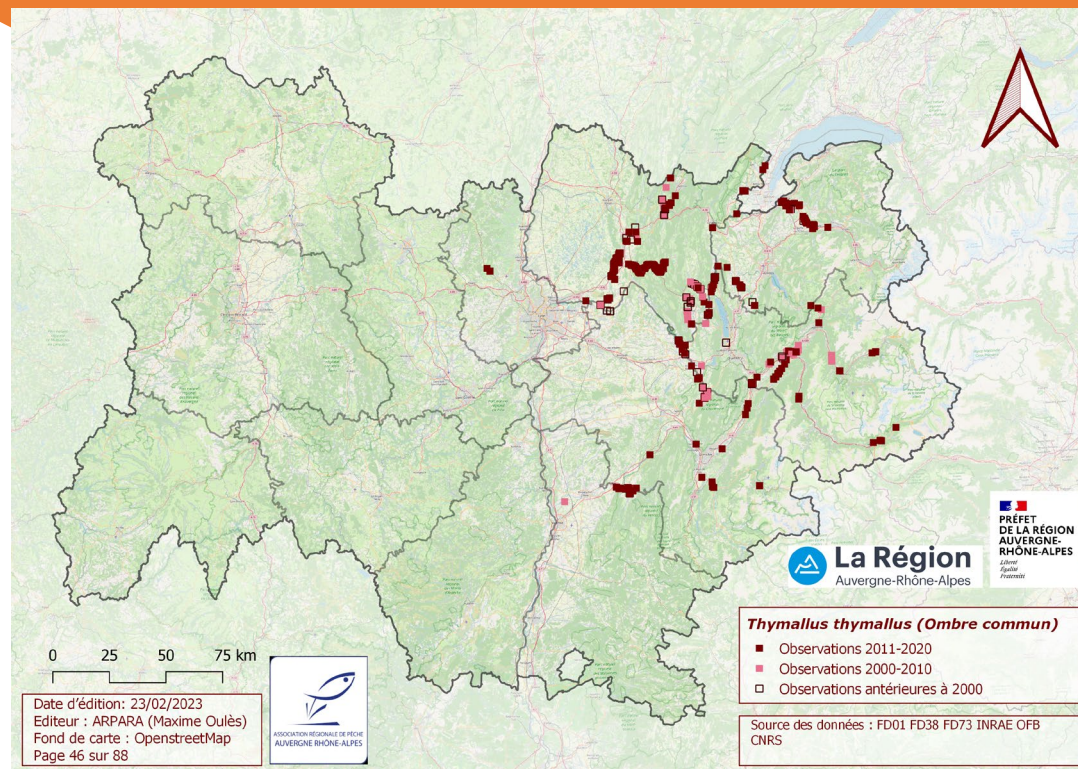 PRÉFET
DE LA RÉGION
AUVERGNE-
RHÔNE-ALPES
Liberté
Égalité
Fraternité
La Région
Auvergne-Rhône-Alpes
Thymallus thymallus (Ombre commun)
Observations 2011-2020
Observations 2000-2010
Observations antérieures à 2000
Source des données : FD01 FD38 FD73 INRAE OFB
CNRS
0 25 50 75 km
Date d'édition: 23/02/2023
Editeur : ARPARA (Maxime Oulès)
Fond de carte : OpenstreetMap
Page 46 sur 88
ASSOCIATION RÉGIONALE DE PÊCHE
AUVERGNE RHÔNE-ALPES